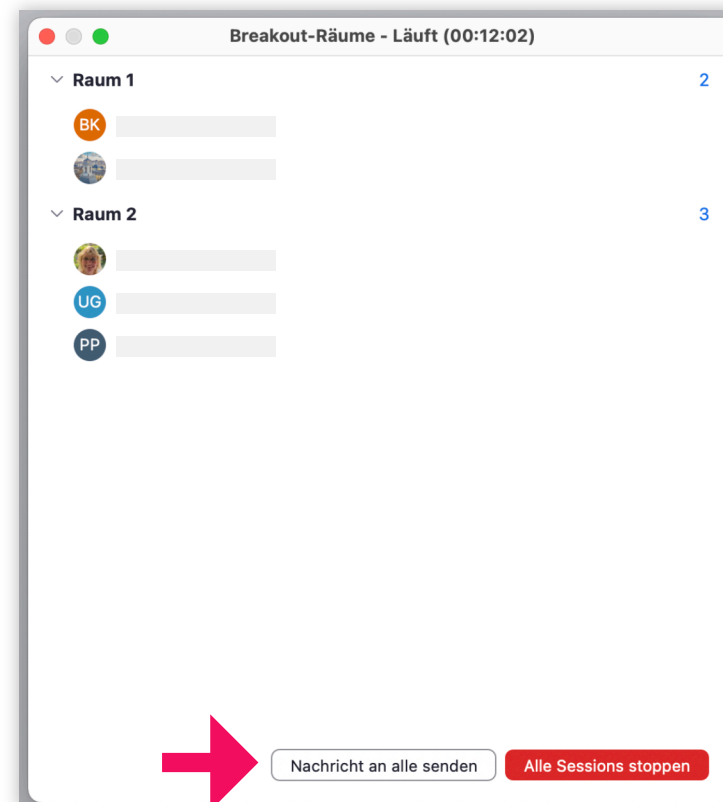 Breakout-Räume - Läuft (00:12:02)
Raum 1 2
BK
Raum 2 3
UG
PP
Nachricht an alle senden Alle Sessions stoppen